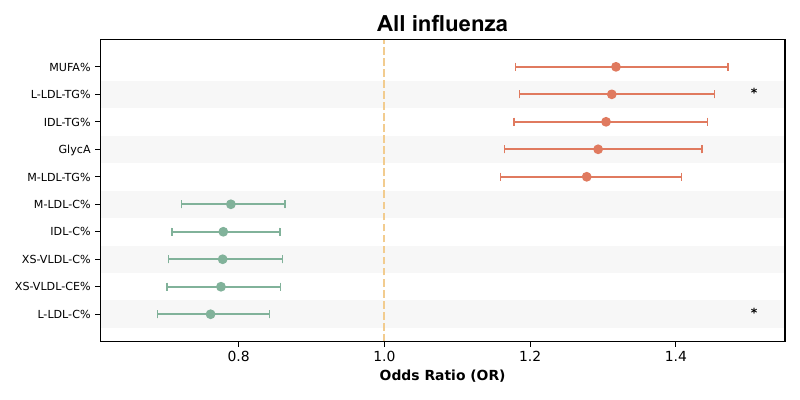 All influenza
MUFA%
L-LDL-TG%
*
IDL-TG%
GlycA
M-LDL-TG%
M-LDL-C%
IDL-C%
XS-VLDL-C%
XS-VLDL-CE%
L-LDL-C%
*
0.8 1.0 1.2 1.4
Odds Ratio (OR)